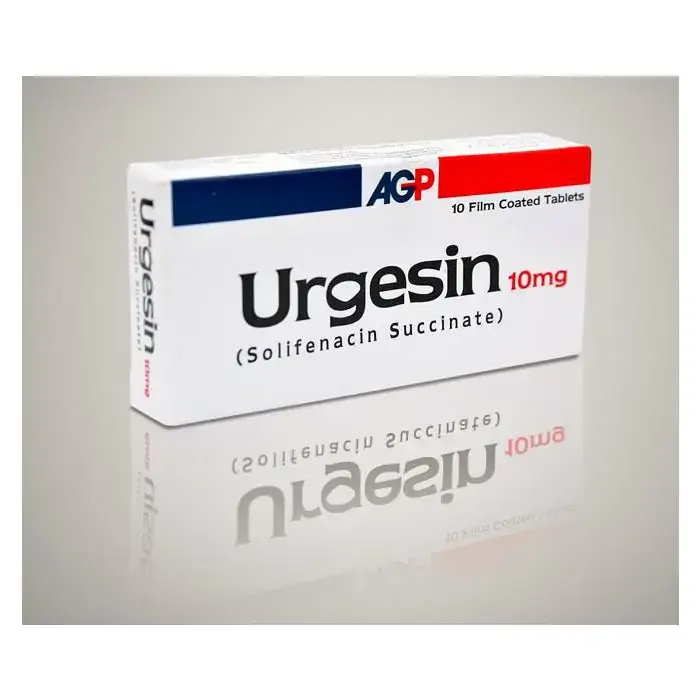 AGP
10 Film Coated Tablets
Urgesin 10mg
(Solifenacin Succinate)
Urgesin 10mg
(Solifenacin Succinate)